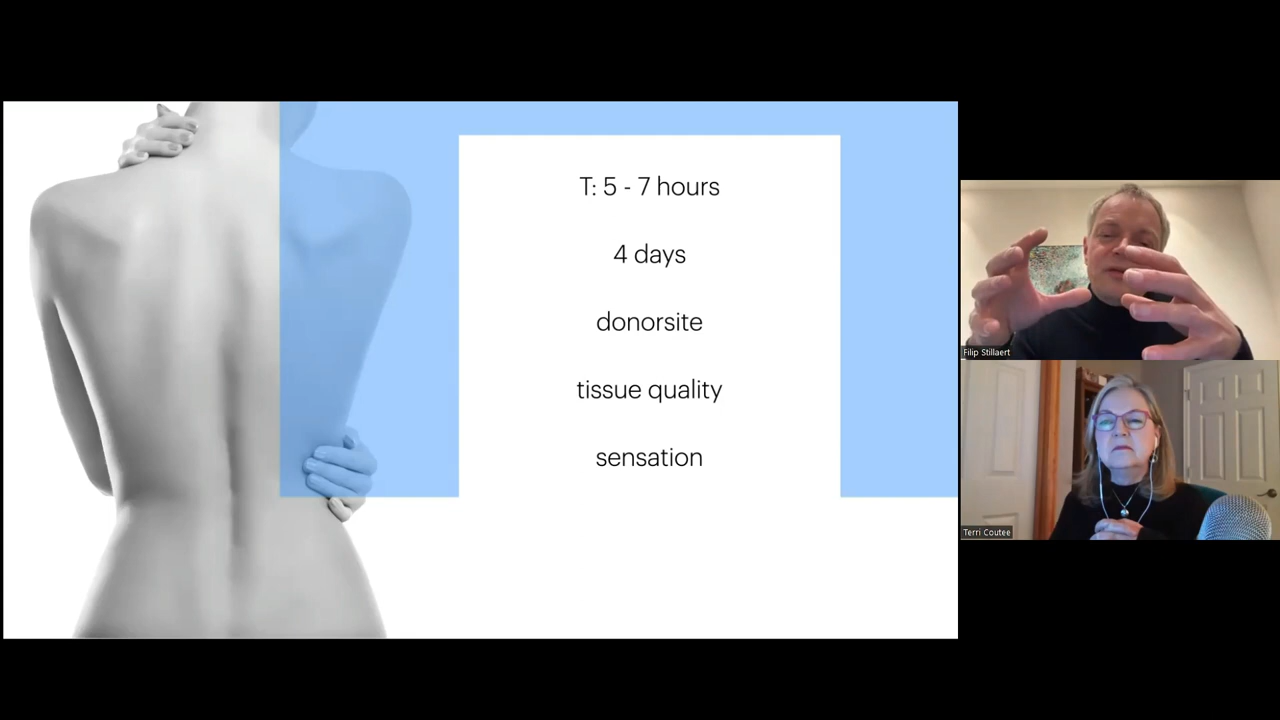 T: 5 - 7 hours
4 days
donorsite
tissue quality
sensation
Filip Stillaert
Terri Coutee